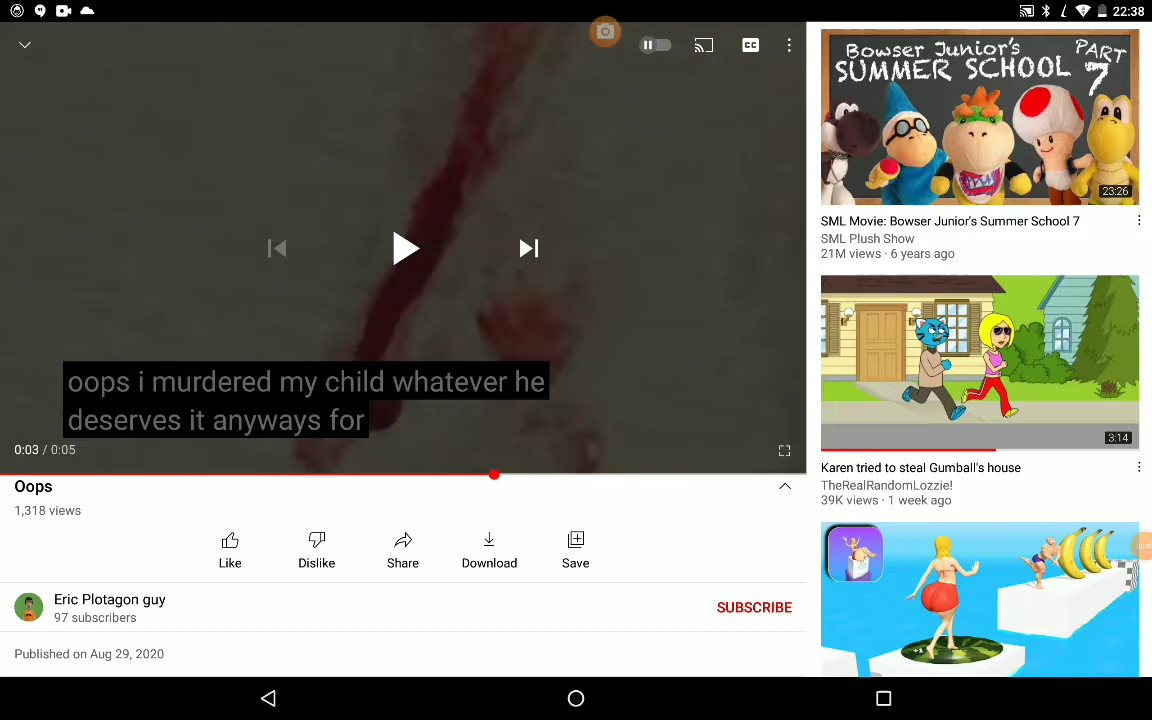 22:38
oops i murdered my child whatever he
deserves it anyways for
0:03 / 0:05
Oops
1,318 views
Like
Dislike
Share
Download
Save
Eric Plotagon guy
97 subscribers
SUBSCRIBE
Published on Aug 29, 2020
CC
Bowser Junior's
SUMMER SCHOOL
PART
7
23:26
SML Movie: Bowser Junior's Summer School 7
SML Plush Show
21M views · 6 years ago
3:14
Karen tried to steal Gumball's house
TheRealRandomLozzie!
39K views · 1 week ago
+1